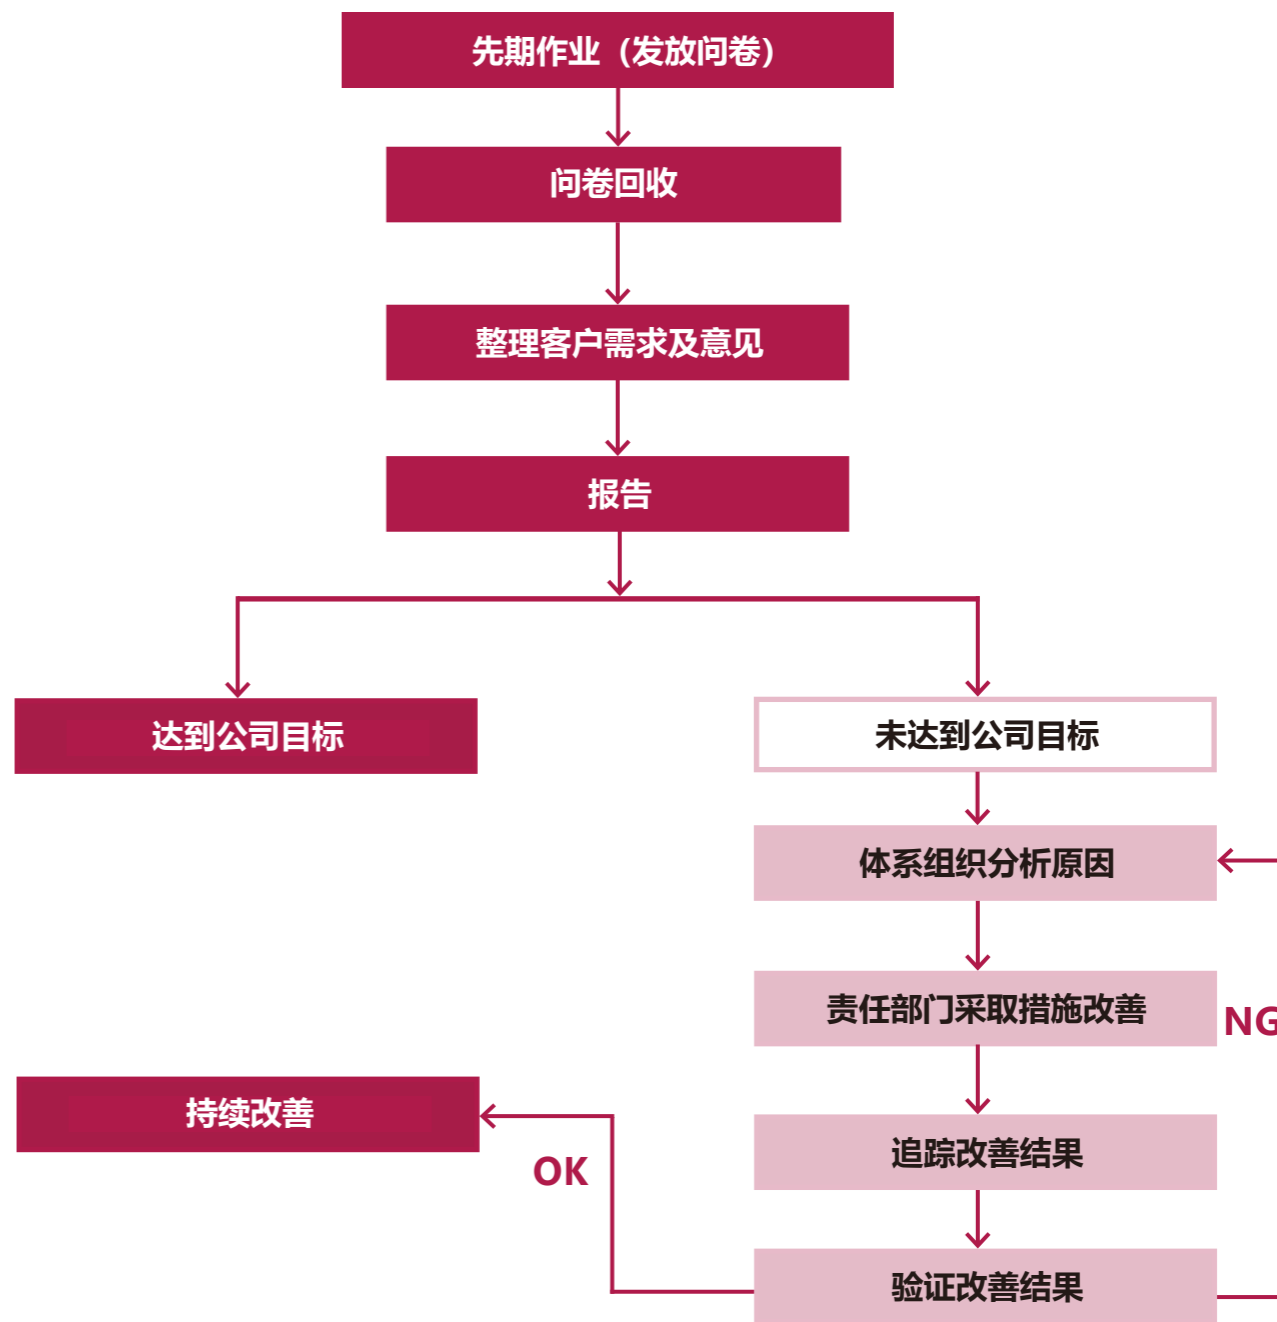 先期作业（发放问卷）
问卷回收
整理客户需求及意见
报告
达到公司目标
未达到公司目标
体系组织分析原因
责任部门采取措施改善
NG
持续改善
追踪改善结果
OK
验证改善结果